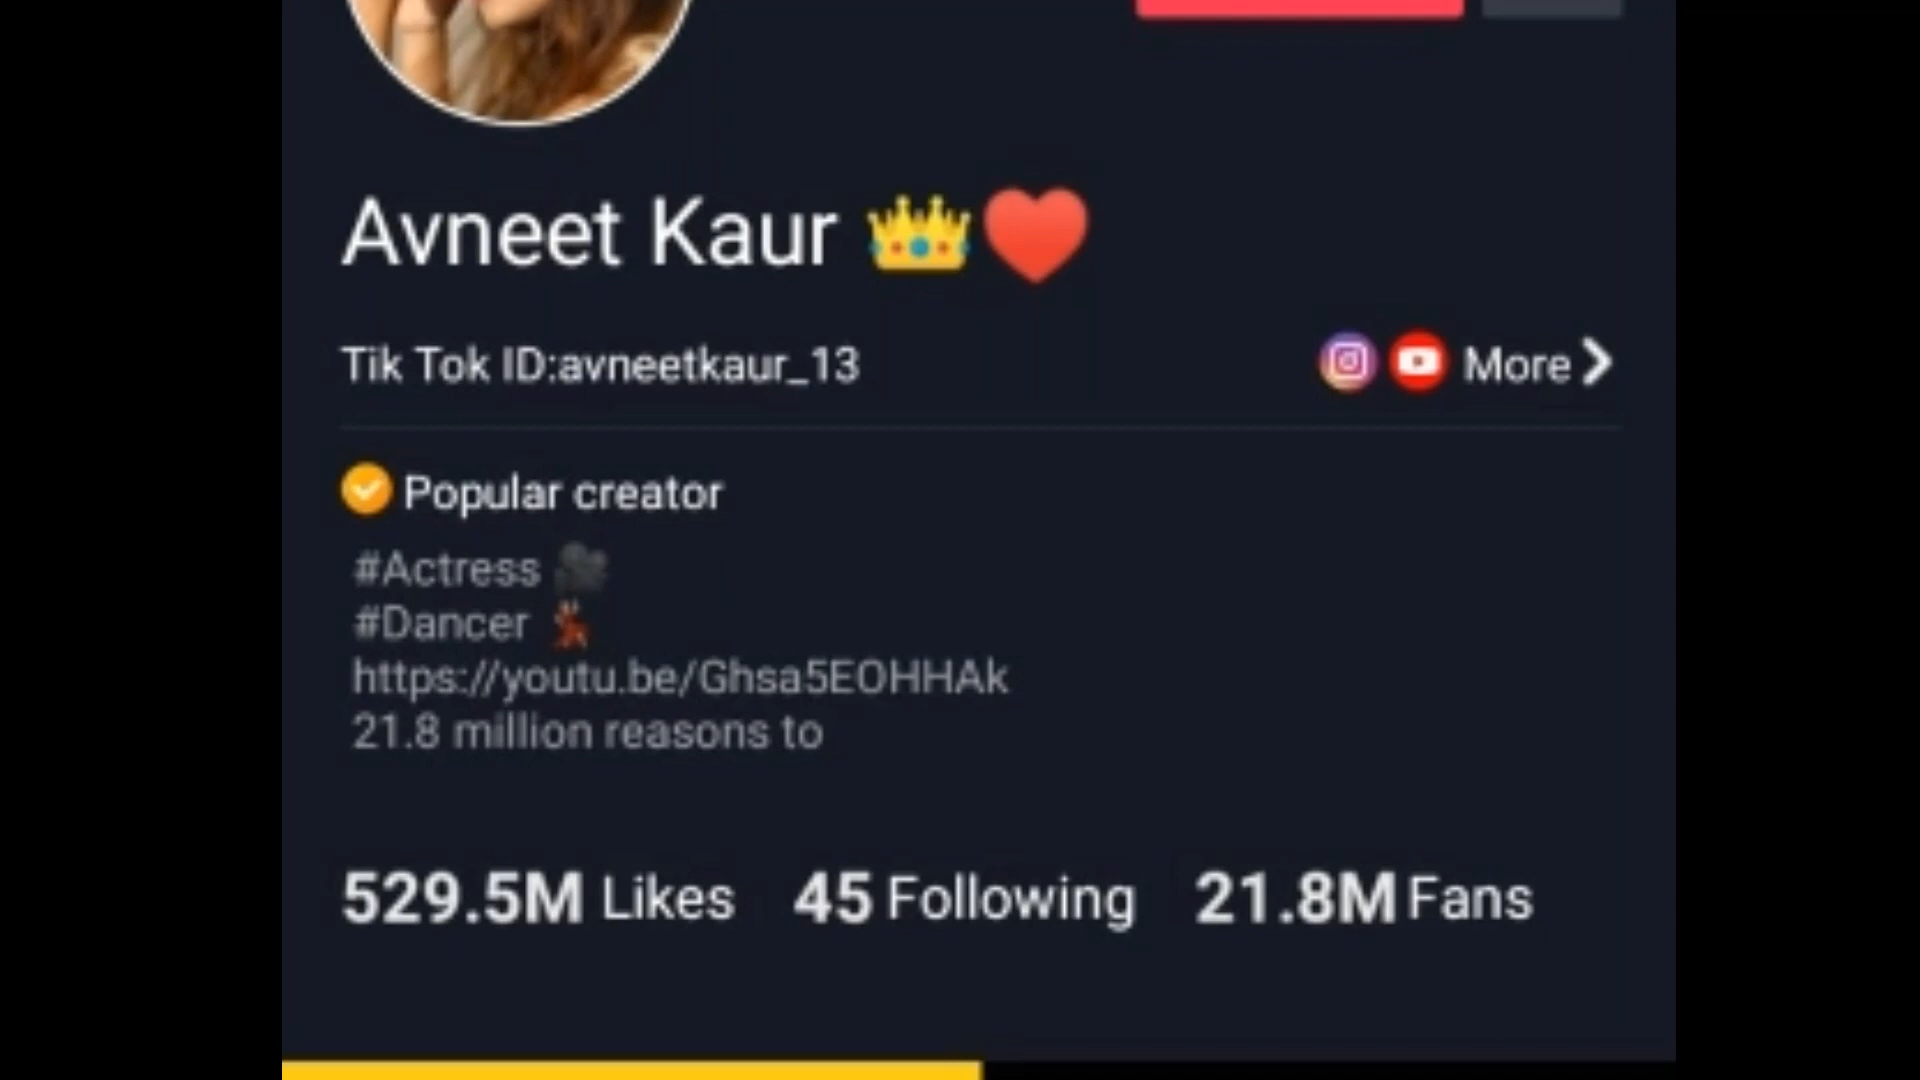 Avneet Kaur 👑♥️
Tik Tok ID:avneetkaur_13
More
Popular creator
#Actress 🎥
#Dancer 💃
https://youtu.be/Ghsa5EOHHAk
21.8 million reasons to
529.5M Likes 45 Following 21.8M Fans